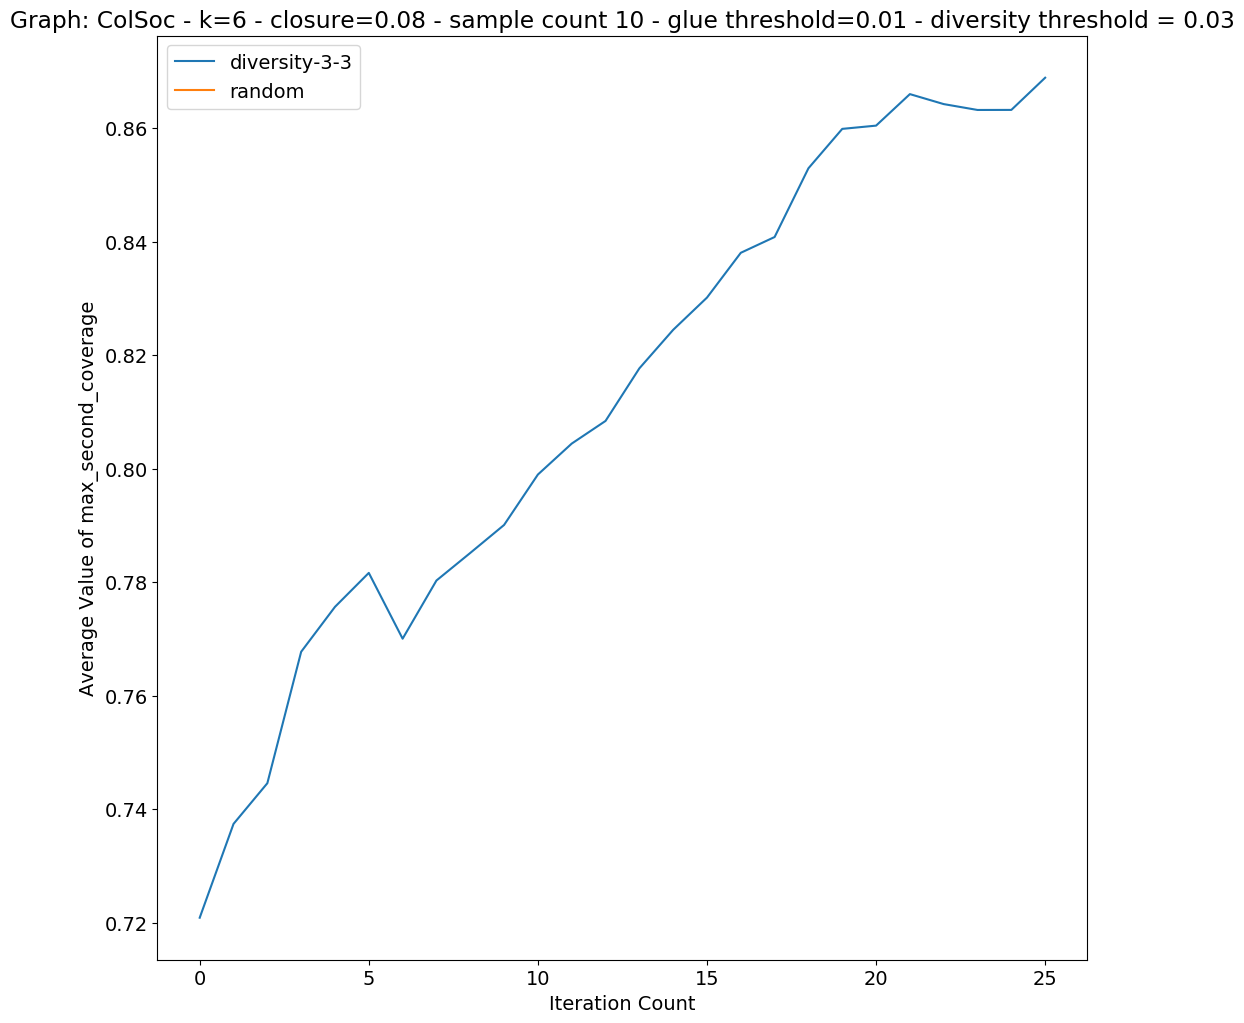 Graph: ColSoc - k=6 - closure=0.08 - sample count 10 - glue threshold=0.01 - diversity threshold = 0.03
diversity-3-3
random
0.86
0.84
0.82
0.80
0.78
0.76
0.74
0.72
Average Value of max_second_coverage
0 5 10 15 20 25
Iteration Count